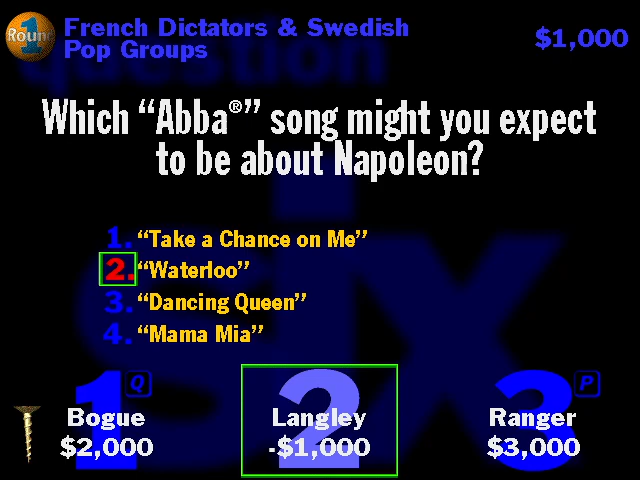 Round 1
French Dictators & Swedish
Pop Groups
$1,000
question
Which “Abba®” song might you expect
to be about Napoleon?
1. “Take a Chance on Me”
2. “Waterloo”
3. “Dancing Queen”
4. “Mama Mia”
six
1 Q
Bogue
$2,000
2
Langley
-$1,000
3 P
Ranger
$3,000